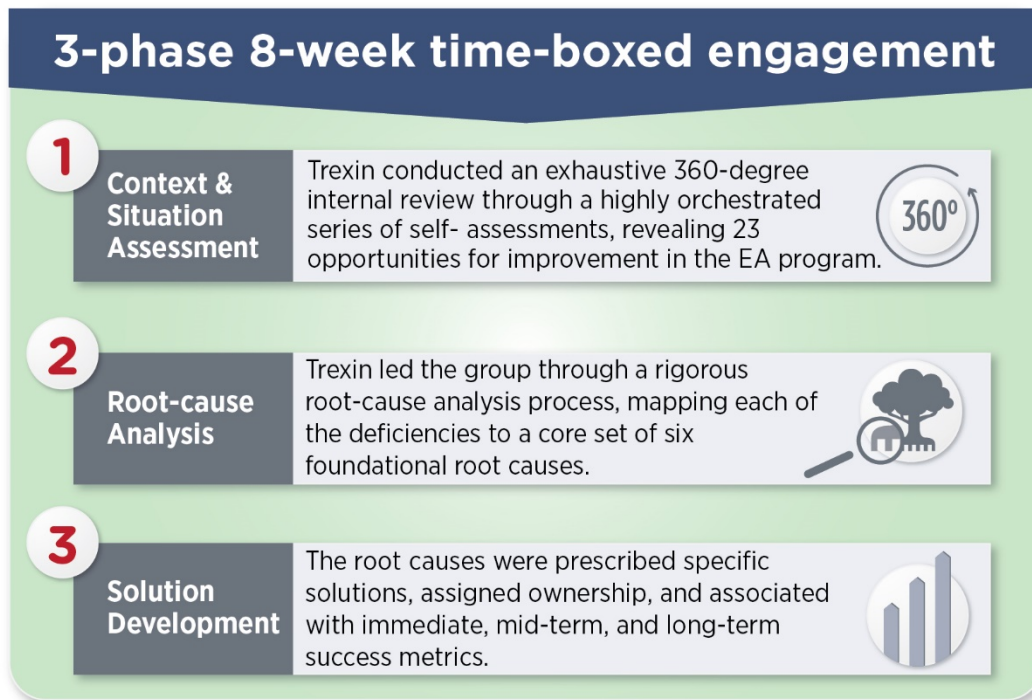 3-phase 8-week time-boxed engagement
1
Context &
Situation
Assessment
Trexin conducted an exhaustive 360-degree
internal review through a highly orchestrated
series of self- assessments, revealing 23
opportunities for improvement in the EA program.
360º
2
Root-cause
Analysis
Trexin led the group through a rigorous
root-cause analysis process, mapping each of
the deficiencies to a core set of six
foundational root causes.
3
Solution
Development
The root causes were prescribed specific
solutions, assigned ownership, and associated
with immediate, mid-term, and long-term
success metrics.